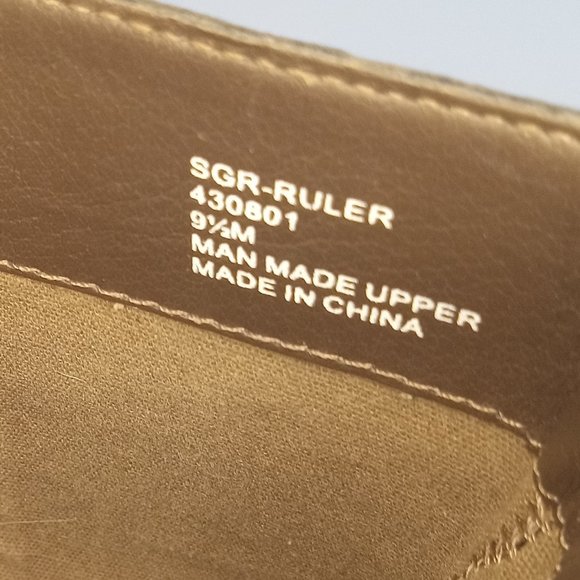 SGR-RULER
430801
9½M
MAN MADE UPPER
MADE IN CHINA